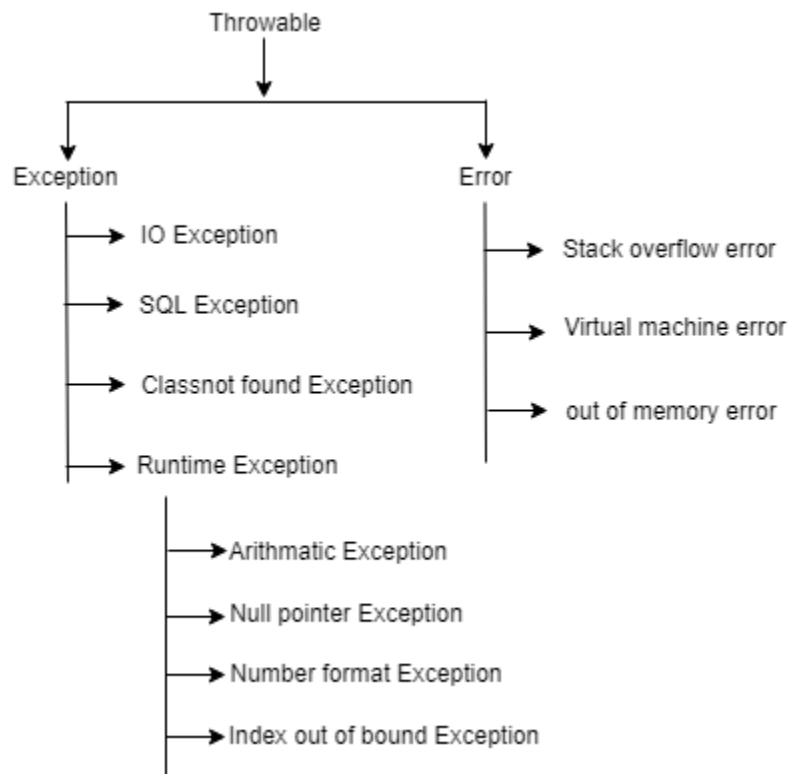 Throwable
Exception
Error
IO Exception
SQL Exception
Classnot found Exception
Runtime Exception
Stack overflow error
Virtual machine error
out of memory error
Arithmatic Exception
Null pointer Exception
Number format Exception
Index out of bound Exception